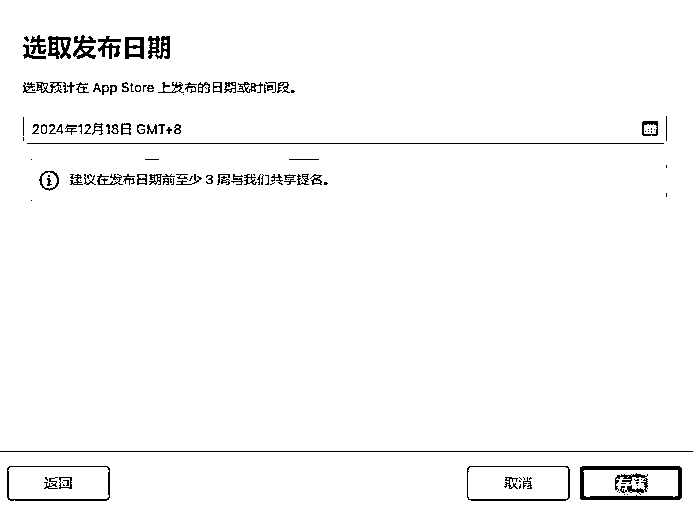 选取发布日期
选取预计在 App Store 上发布的日期或时间段。
2024年12月18日 GMT+8
建议在发布日期前至少 3 周与我们共享提名。
返回
取消
存储